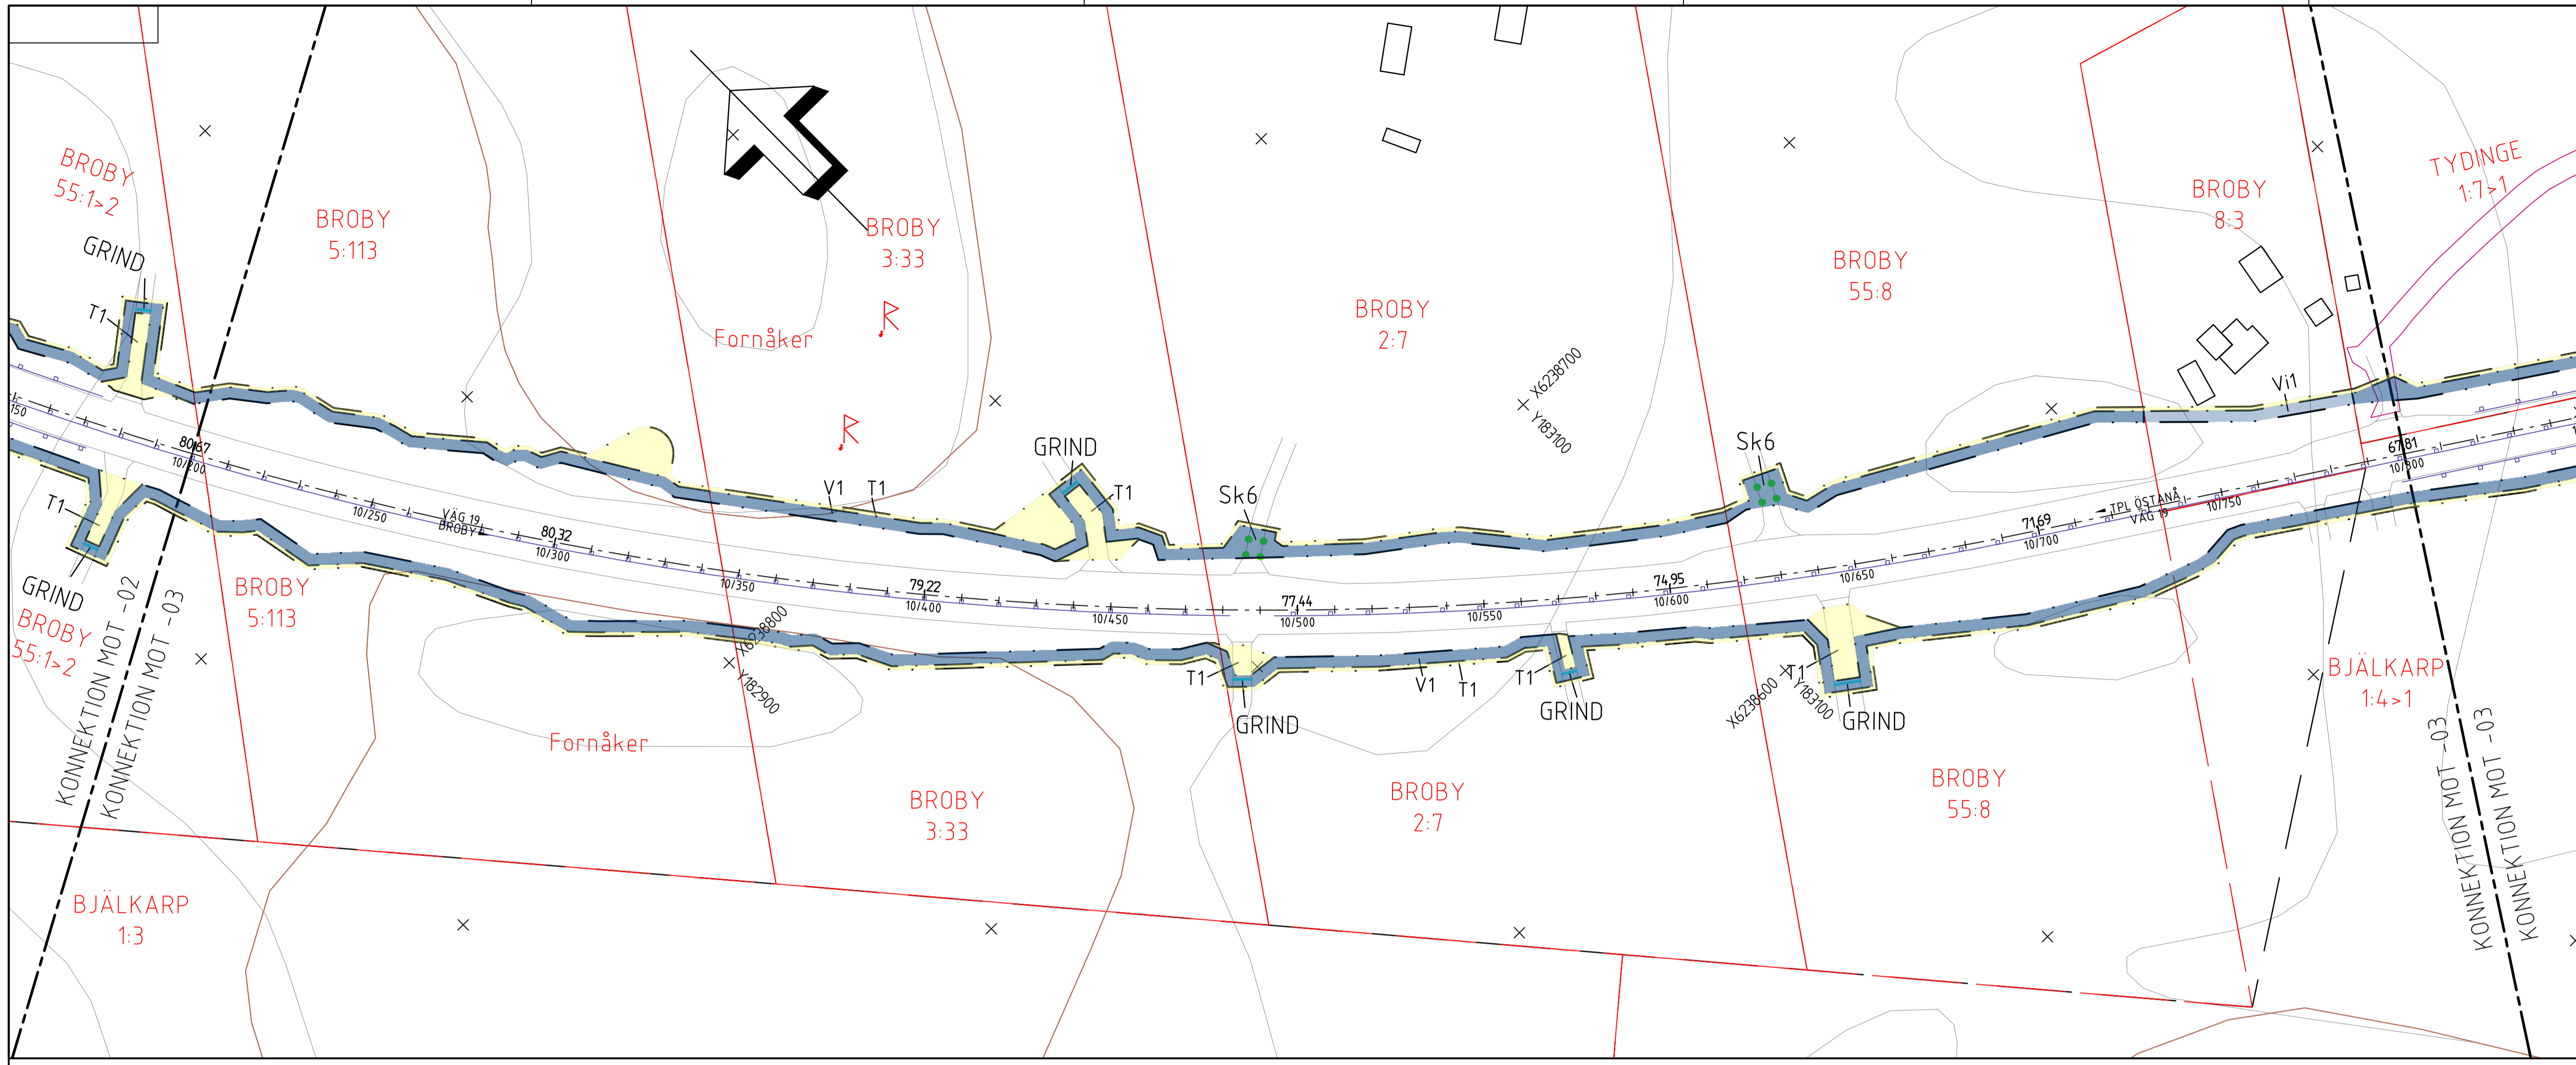 BROBY
55:1>2
GRIND
T1
BROBY
5:113
BROBY
3:33
R
Fornåker
R
V1
T1
GRIND
T1
Sk6
BROBY
2:7
X6238700
Y183100
Sk6
BROBY
55:8
BROBY
8:3
TYDINGE
1:7>1
Vi1
150
80,67
10/200
10/250
VÄG 19
BROBY
80,32
10/300
10/350
79,22
10/400
10/450
77,44
10/500
10/550
74,95
10/600
10/650
71,69
10/700
TPL ÖSTANÅ
VÄG 19
10/750
67,81
10/800
T1
GRIND
BROBY
55:1>2
KONNEKTION MOT -02
KONNEKTION MOT -03
BROBY
5:113
X6238800
Y182900
Fornåker
BROBY
3:33
T1
GRIND
V1
T1
T1
GRIND
BROBY
2:7
X6238600
Y183100
T1
GRIND
BROBY
55:8
BJÄLKARP
1:4>1
KONNEKTION MOT -03
KONNEKTION MOT -03
BJÄLKARP
1:3